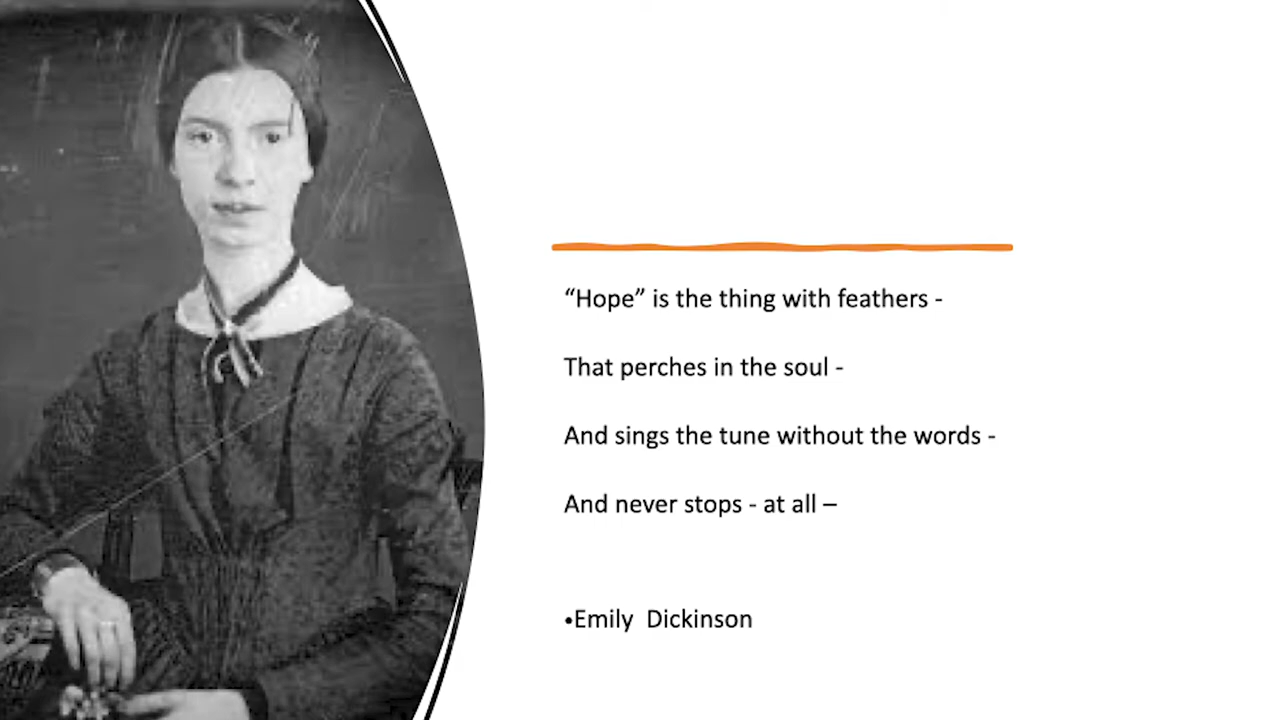 “Hope” is the thing with feathers -
That perches in the soul -
And sings the tune without the words -
And never stops - at all –
•Emily  Dickinson